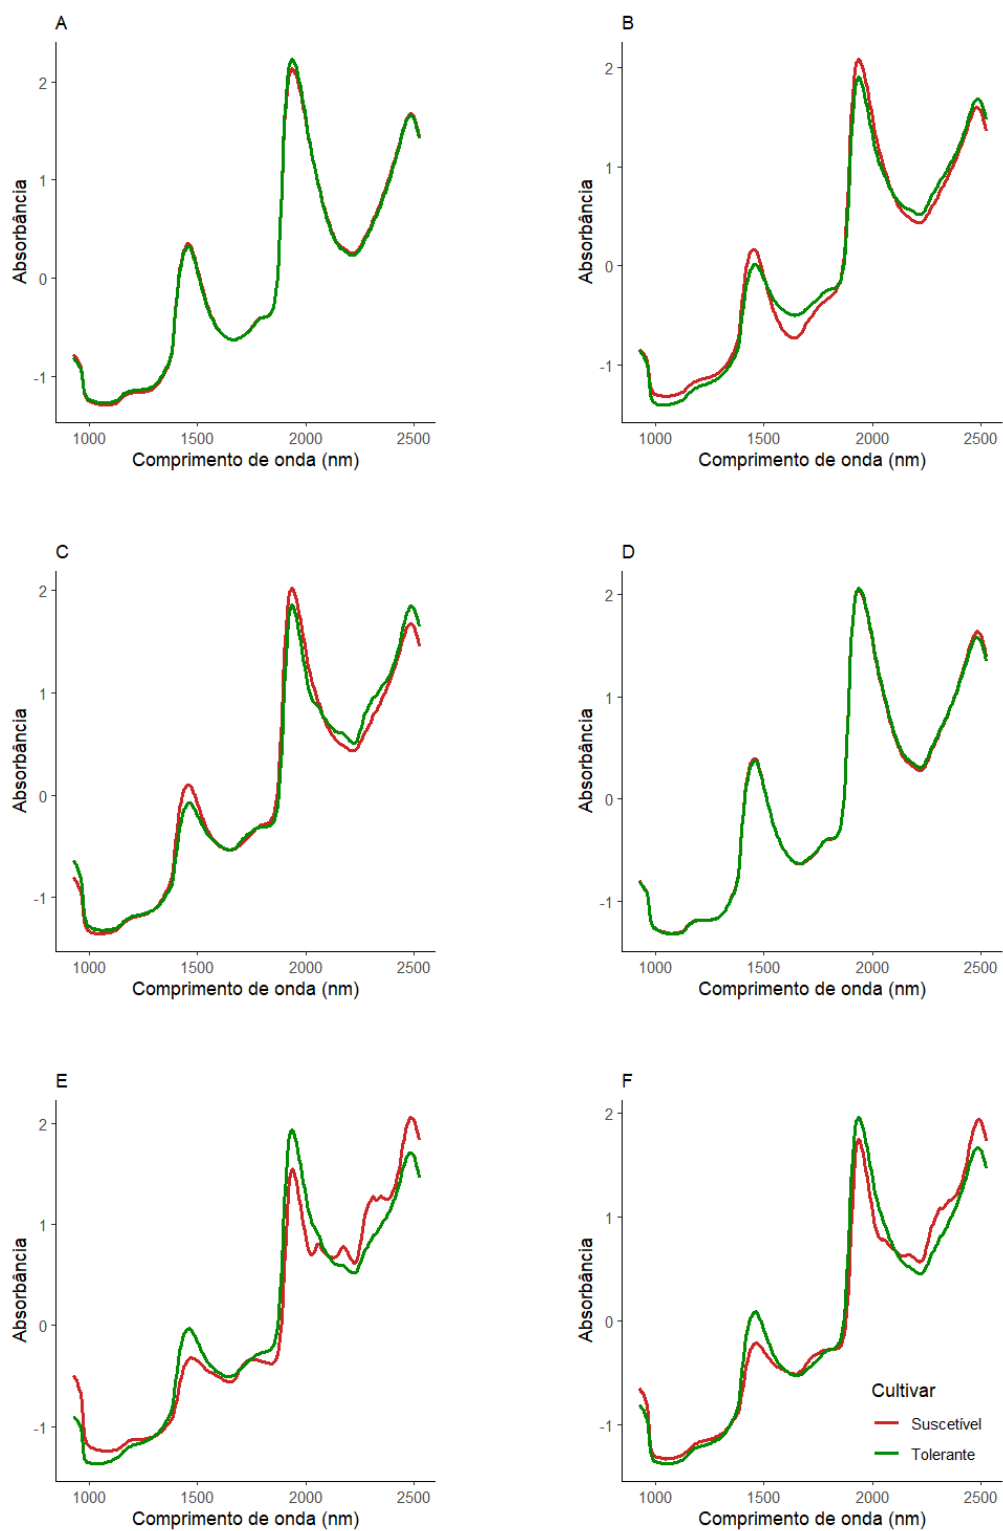 A
2
1
0
-1
Absorbância
1000 1500 2000 2500
Comprimento de onda (nm)
B
2
1
0
-1
Absorbância
1000 1500 2000 2500
Comprimento de onda (nm)
C
2
1
0
-1
Absorbância
1000 1500 2000 2500
Comprimento de onda (nm)
D
2
1
0
-1
Absorbância
1000 1500 2000 2500
Comprimento de onda (nm)
E
2
1
0
-1
Absorbância
1000 1500 2000 2500
Comprimento de onda (nm)
F
2
1
0
-1
Absorbância
1000 1500 2000 2500
Comprimento de onda (nm)
Cultivar
Suscetível
Tolerante